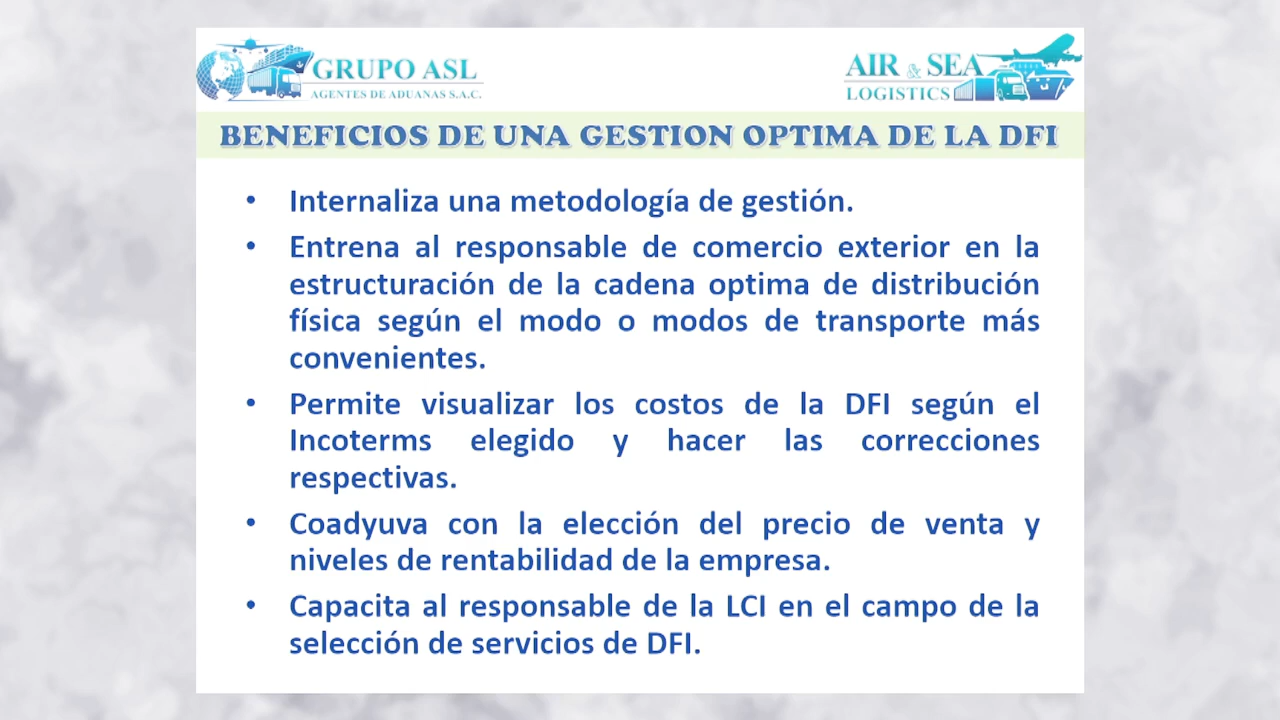 GRUPO ASL
AGENTES DE ADUANAS S.A.C.
AIR & SEA
LOGISTICS
BENEFICIOS DE UNA GESTION OPTIMA DE LA DFI
• Internaliza una metodología de gestión.
• Entrena al responsable de comercio exterior en la
estructuración de la cadena optima de distribución
física según el modo o modos de transporte más
convenientes.
• Permite visualizar los costos de la DFI según el
Incoterms elegido y hacer las correcciones
respectivas.
• Coadyuva con la elección del precio de venta y
niveles de rentabilidad de la empresa.
• Capacita al responsable de la LCI en el campo de la
selección de servicios de DFI.